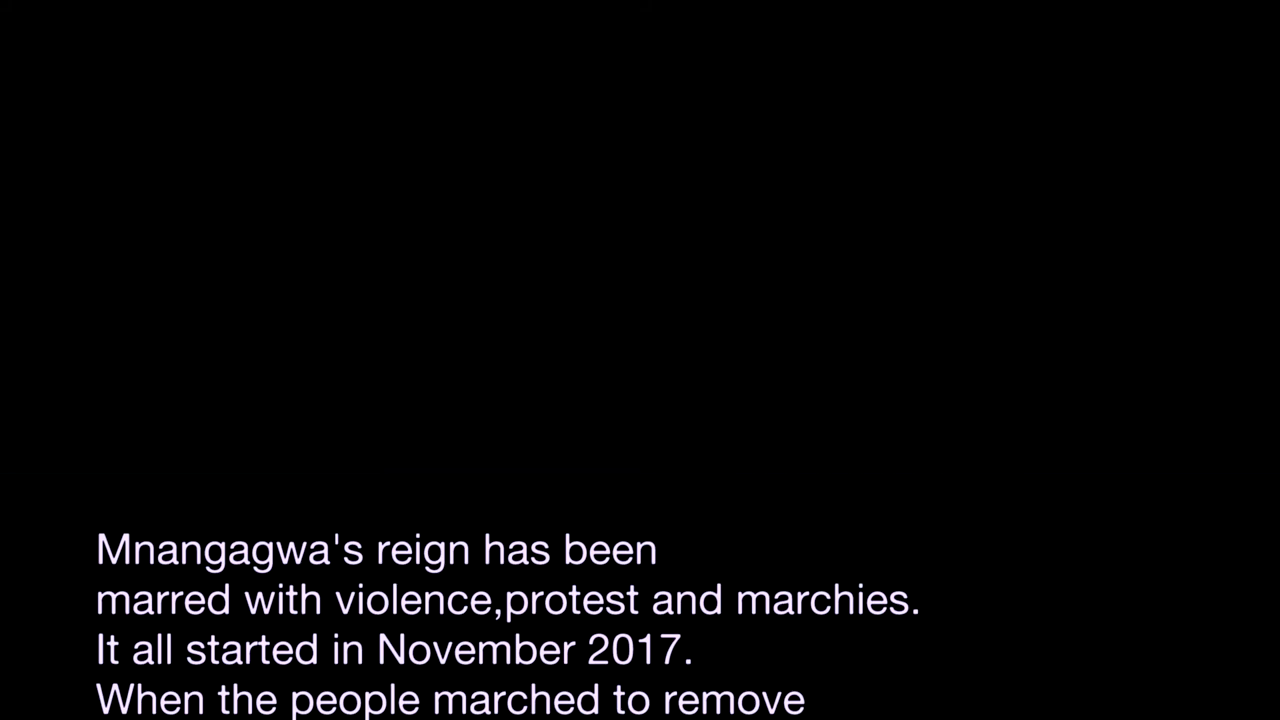 Mnangagwa's reign has been
marred with violence,protest and marchies.
It all started in November 2017.
When the people marched to remove